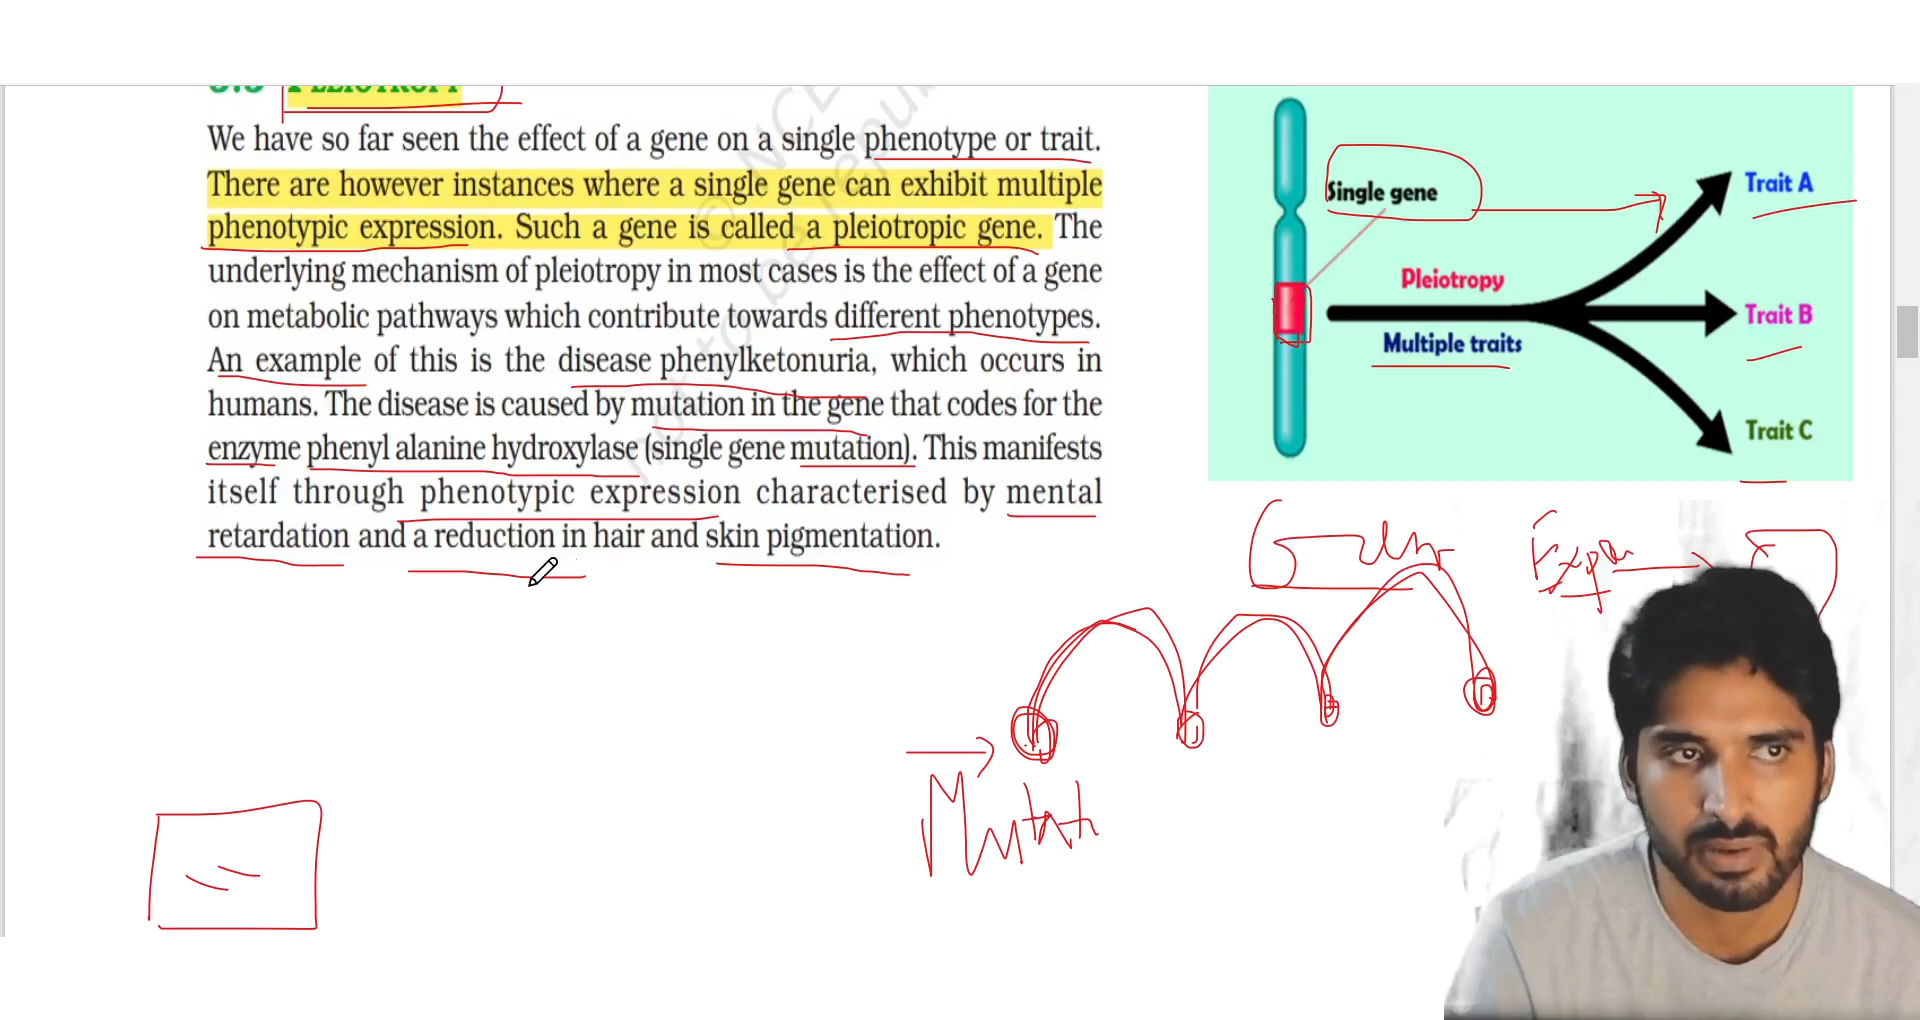 We have so far seen the effect of a gene on a single phenotype or trait.
There are however instances where a single gene can exhibit multiple
phenotypic expression. Such a gene is called a pleiotropic gene. The
underlying mechanism of pleiotropy in most cases is the effect of a gene
on metabolic pathways which contribute towards different phenotypes.
An example of this is the disease phenylketonuria, which occurs in
humans. The disease is caused by mutation in the gene that codes for the
enzyme phenyl alanine hydroxylase (single gene mutation). This manifests
itself through phenotypic expression characterised by mental
retardation and a reduction in hair and skin pigmentation.
Single gene
Pleiotropy
Multiple traits
Trait A
Trait B
Trait C
Mutati